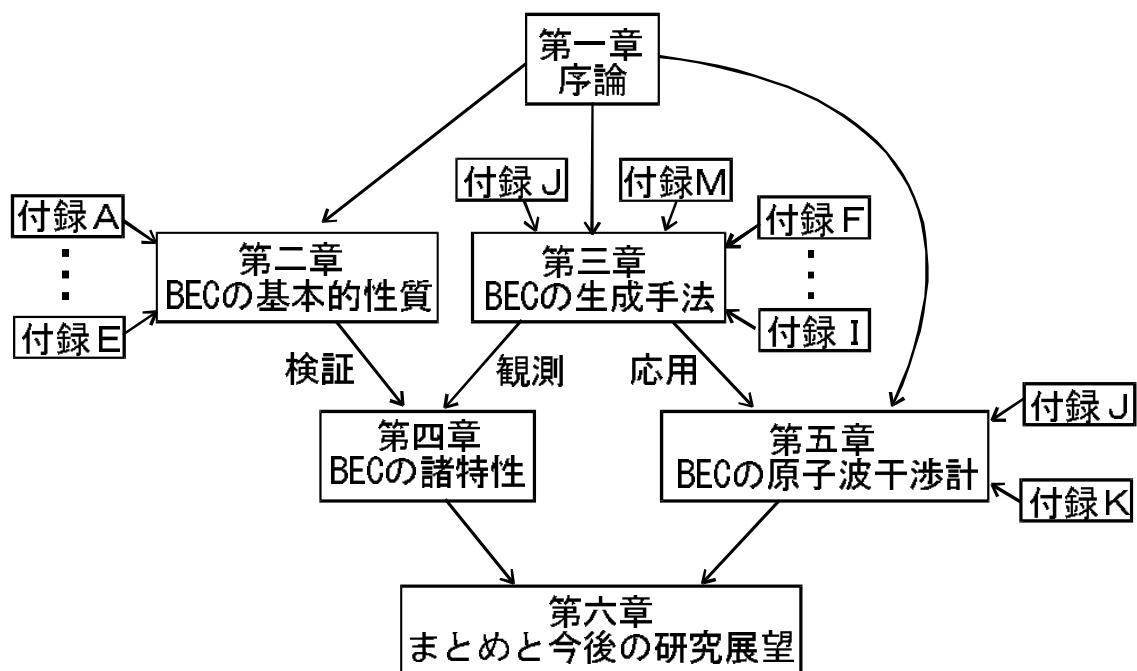 第一章
序論
付録J
付録M
付録A
付録F
第二章
BECの基本的性質
第三章
BECの生成手法
付録E
付録I
検証
観測
応用
第四章
BECの諸特性
第五章
BECの原子波干渉計
付録J
付録K
第六章
まとめと今後の研究展望